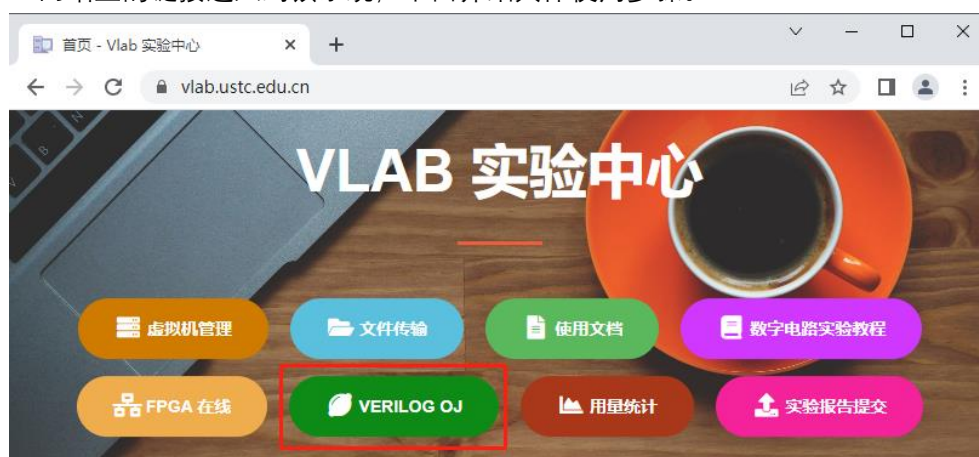 首页 - Vlab 实验中心
vlab.ustc.edu.cn
VLAB 实验中心
虚拟机管理 文件传输 使用文档 数字电路实验教程
FPGA 在线 VERILOG OJ 用量统计 实验报告提交